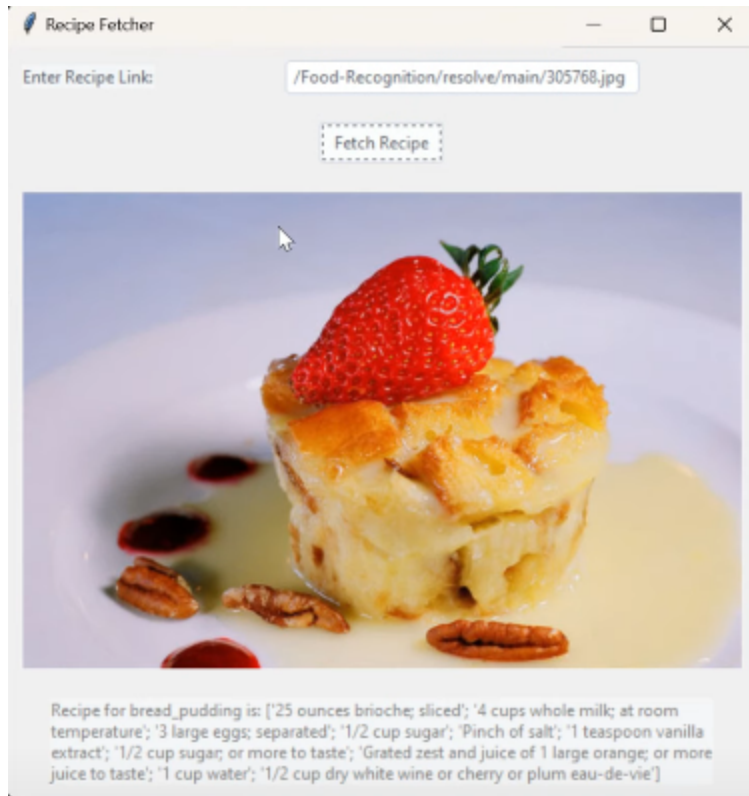 Recipe Fetcher
Enter Recipe Link:
/Food-Recognition/resolve/main/305768.jpg
Fetch Recipe
Recipe for bread_pudding is: ['25 ounces brioche; sliced'; '4 cups whole milk; at room
temperature'; '3 large eggs; separated'; '1/2 cup sugar'; 'Pinch of salt'; '1 teaspoon vanilla
extract'; '1/2 cup sugar; or more to taste'; 'Grated zest and juice of 1 large orange; or more
juice to taste'; '1 cup water'; '1/2 cup dry white wine or cherry or plum eau-de-vie']